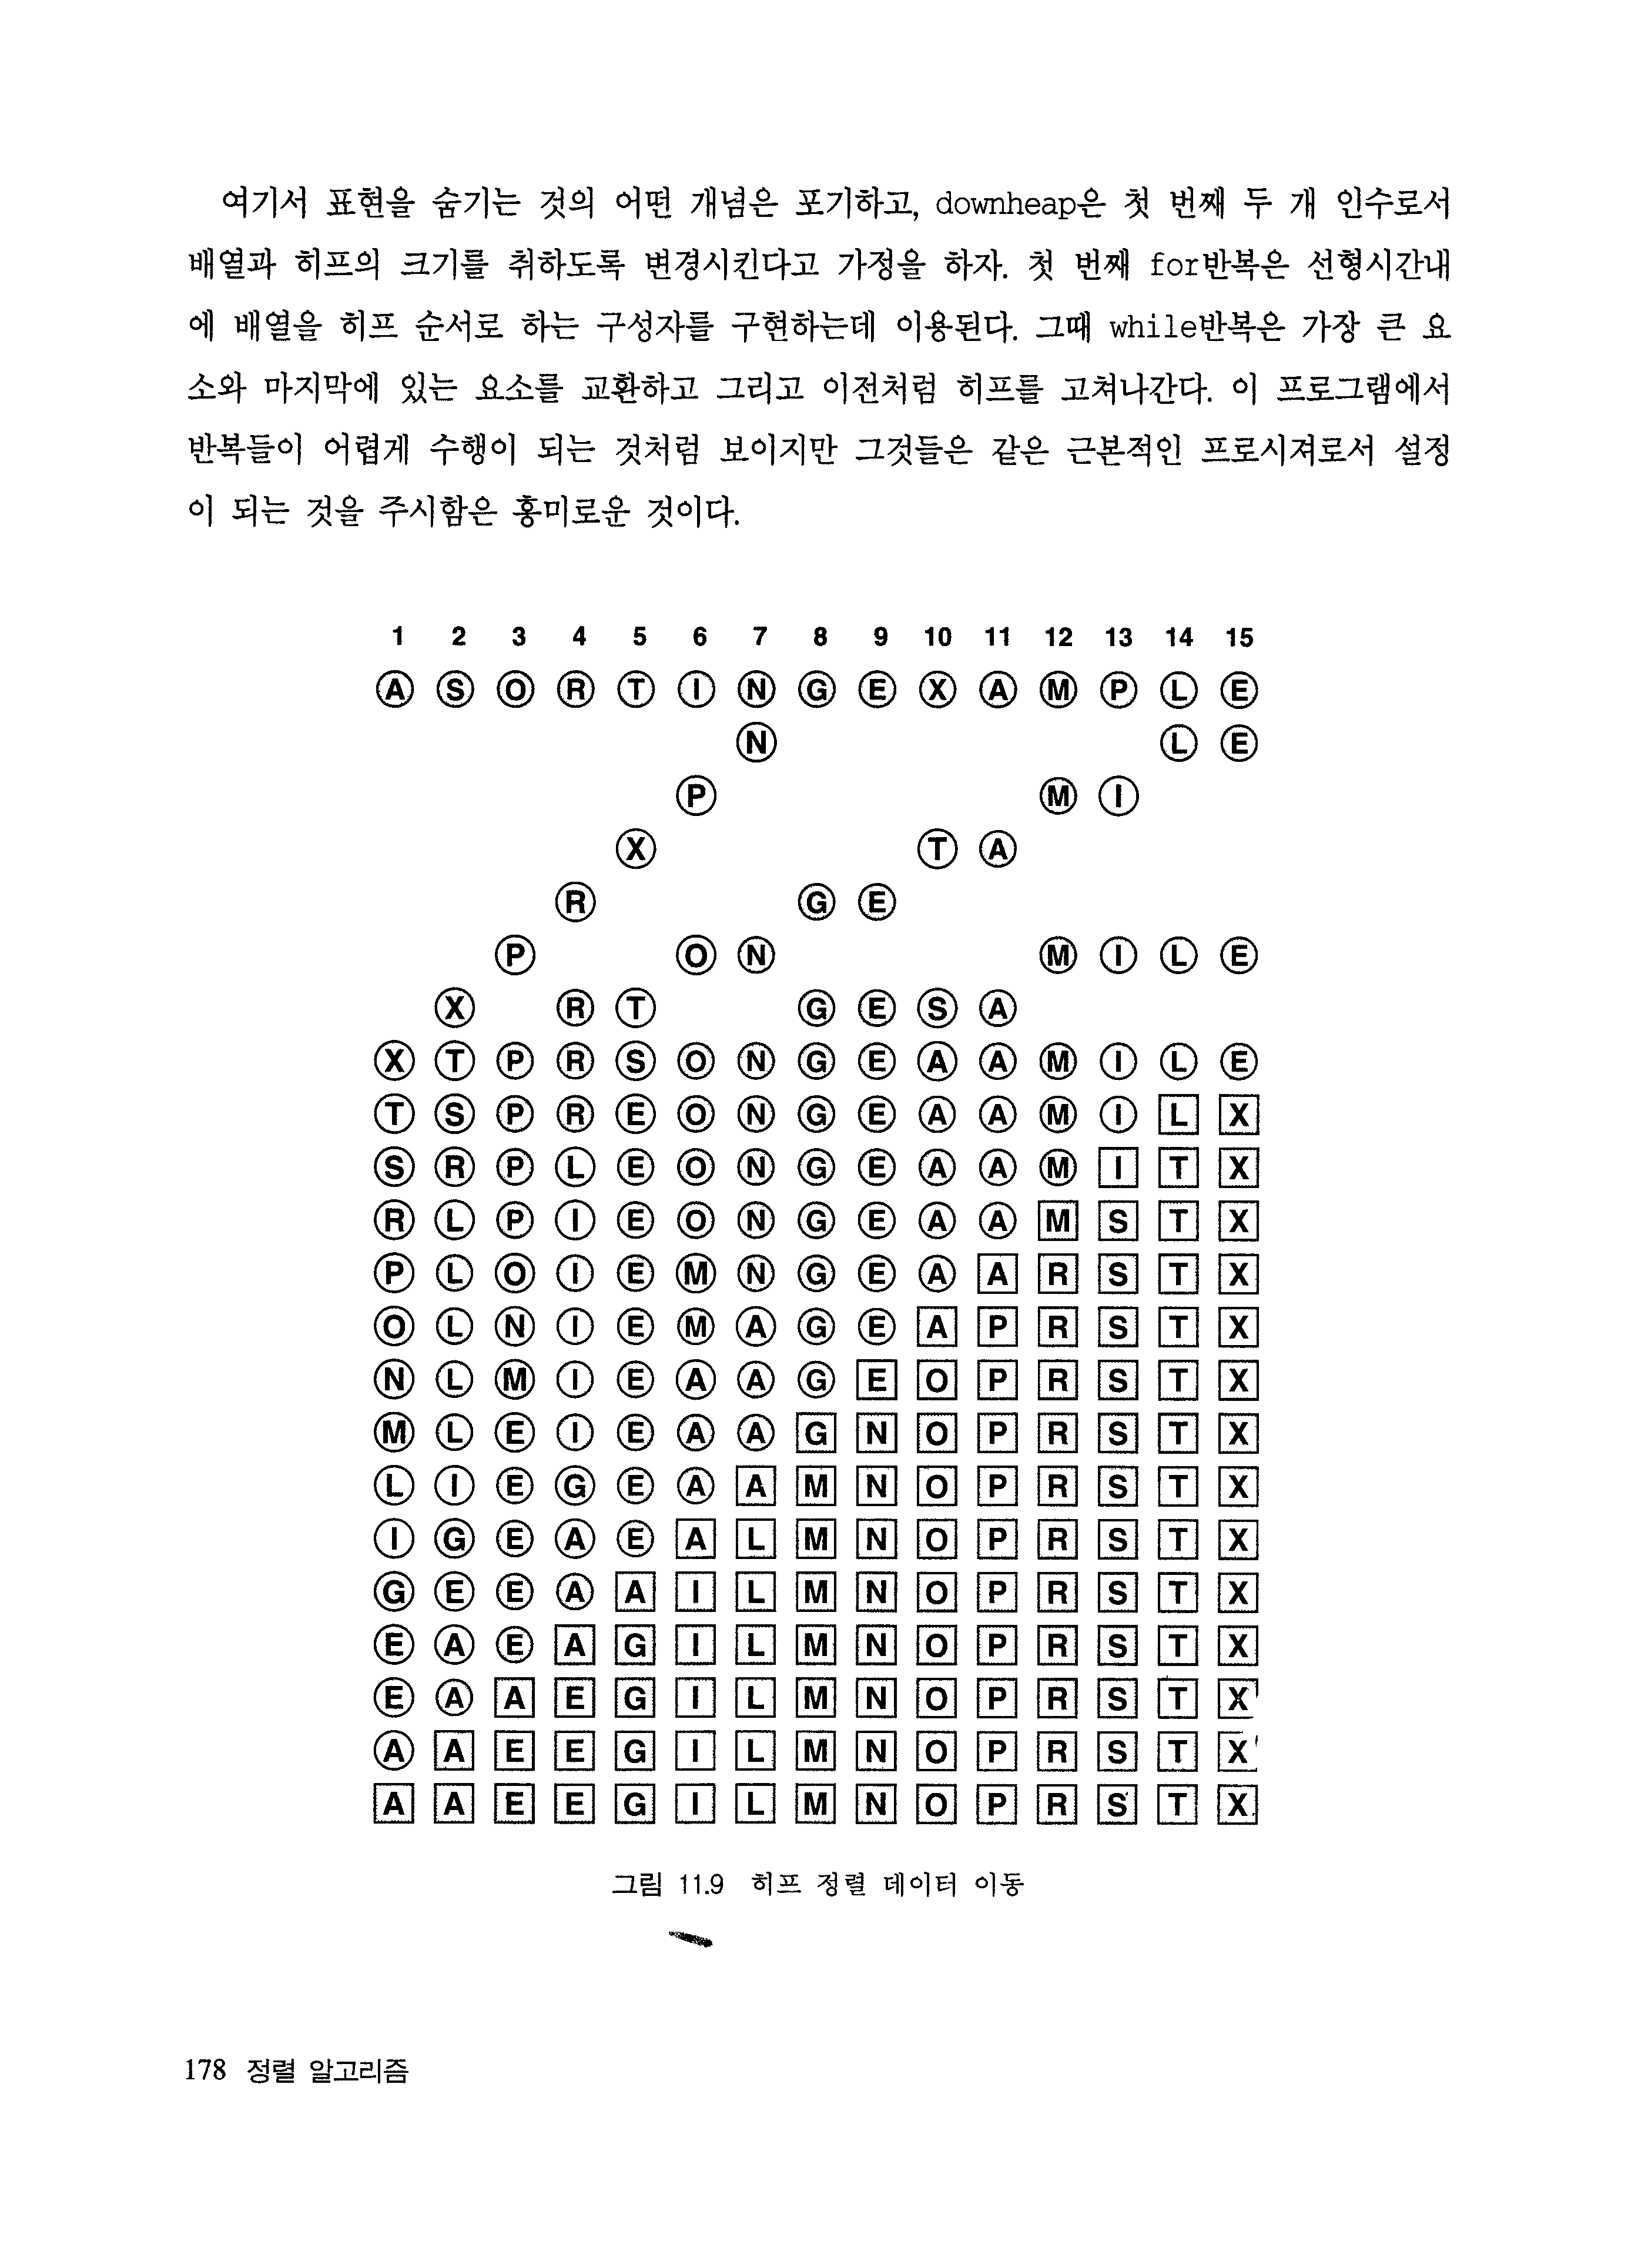 여기서 표현을 숨기는 것의 어떤 개념은 포기하고, downheap은 첫 번째 두 개 인수로서
배열과 히프의 크기를 취하도록 변경시킨다고 가정을 하자. 첫 번째 for반복은 선형시간내
에 배열을 히프 순서로 하는 구성자를 구현하는데 이용된다. 그때 while반복은 가장 큰 요
소와 마지막에 있는 요소를 교환하고 그리고 이전처럼 히프를 고쳐나간다. 이 프로그램에서
반복들이 어렵게 수행이 되는 것처럼 보이지만 그것들은 같은 근본적인 프로시져로서 설정
이 되는 것을 주시함은 흥미로운 것이다.
1 2 3 4 5 6 7 8 9 10 11 12 13 14 15
A S O R T I N G E X A M P L E
N L E
P M I
X T A
R G E
P O N M I L E
X R T G E S A
X T P R S O N G E A A M I L E
T S P R E O N G E A A M I L X
S R P L E O N G E A A M I T X
R L P I E O N G E A A M S T X
P L O I E M N G E A A R S T X
O L N I E M A G E A P R S T X
N L M I E A A G E O P R S T X
M L E I E A A G N O P R S T X
L I E G E A A M N O P R S T X
I G E A E A L M N O P R S T X
G E E A A I L M N O P R S T X
E A E A G I L M N O P R S T X
E A A E G I L M N O P R S T X
A A E E G I L M N O P R S T X
A A E E G I L M N O P R S T X
그림 11.9 히프 정렬 데이터 이동
178 정렬 알고리즘